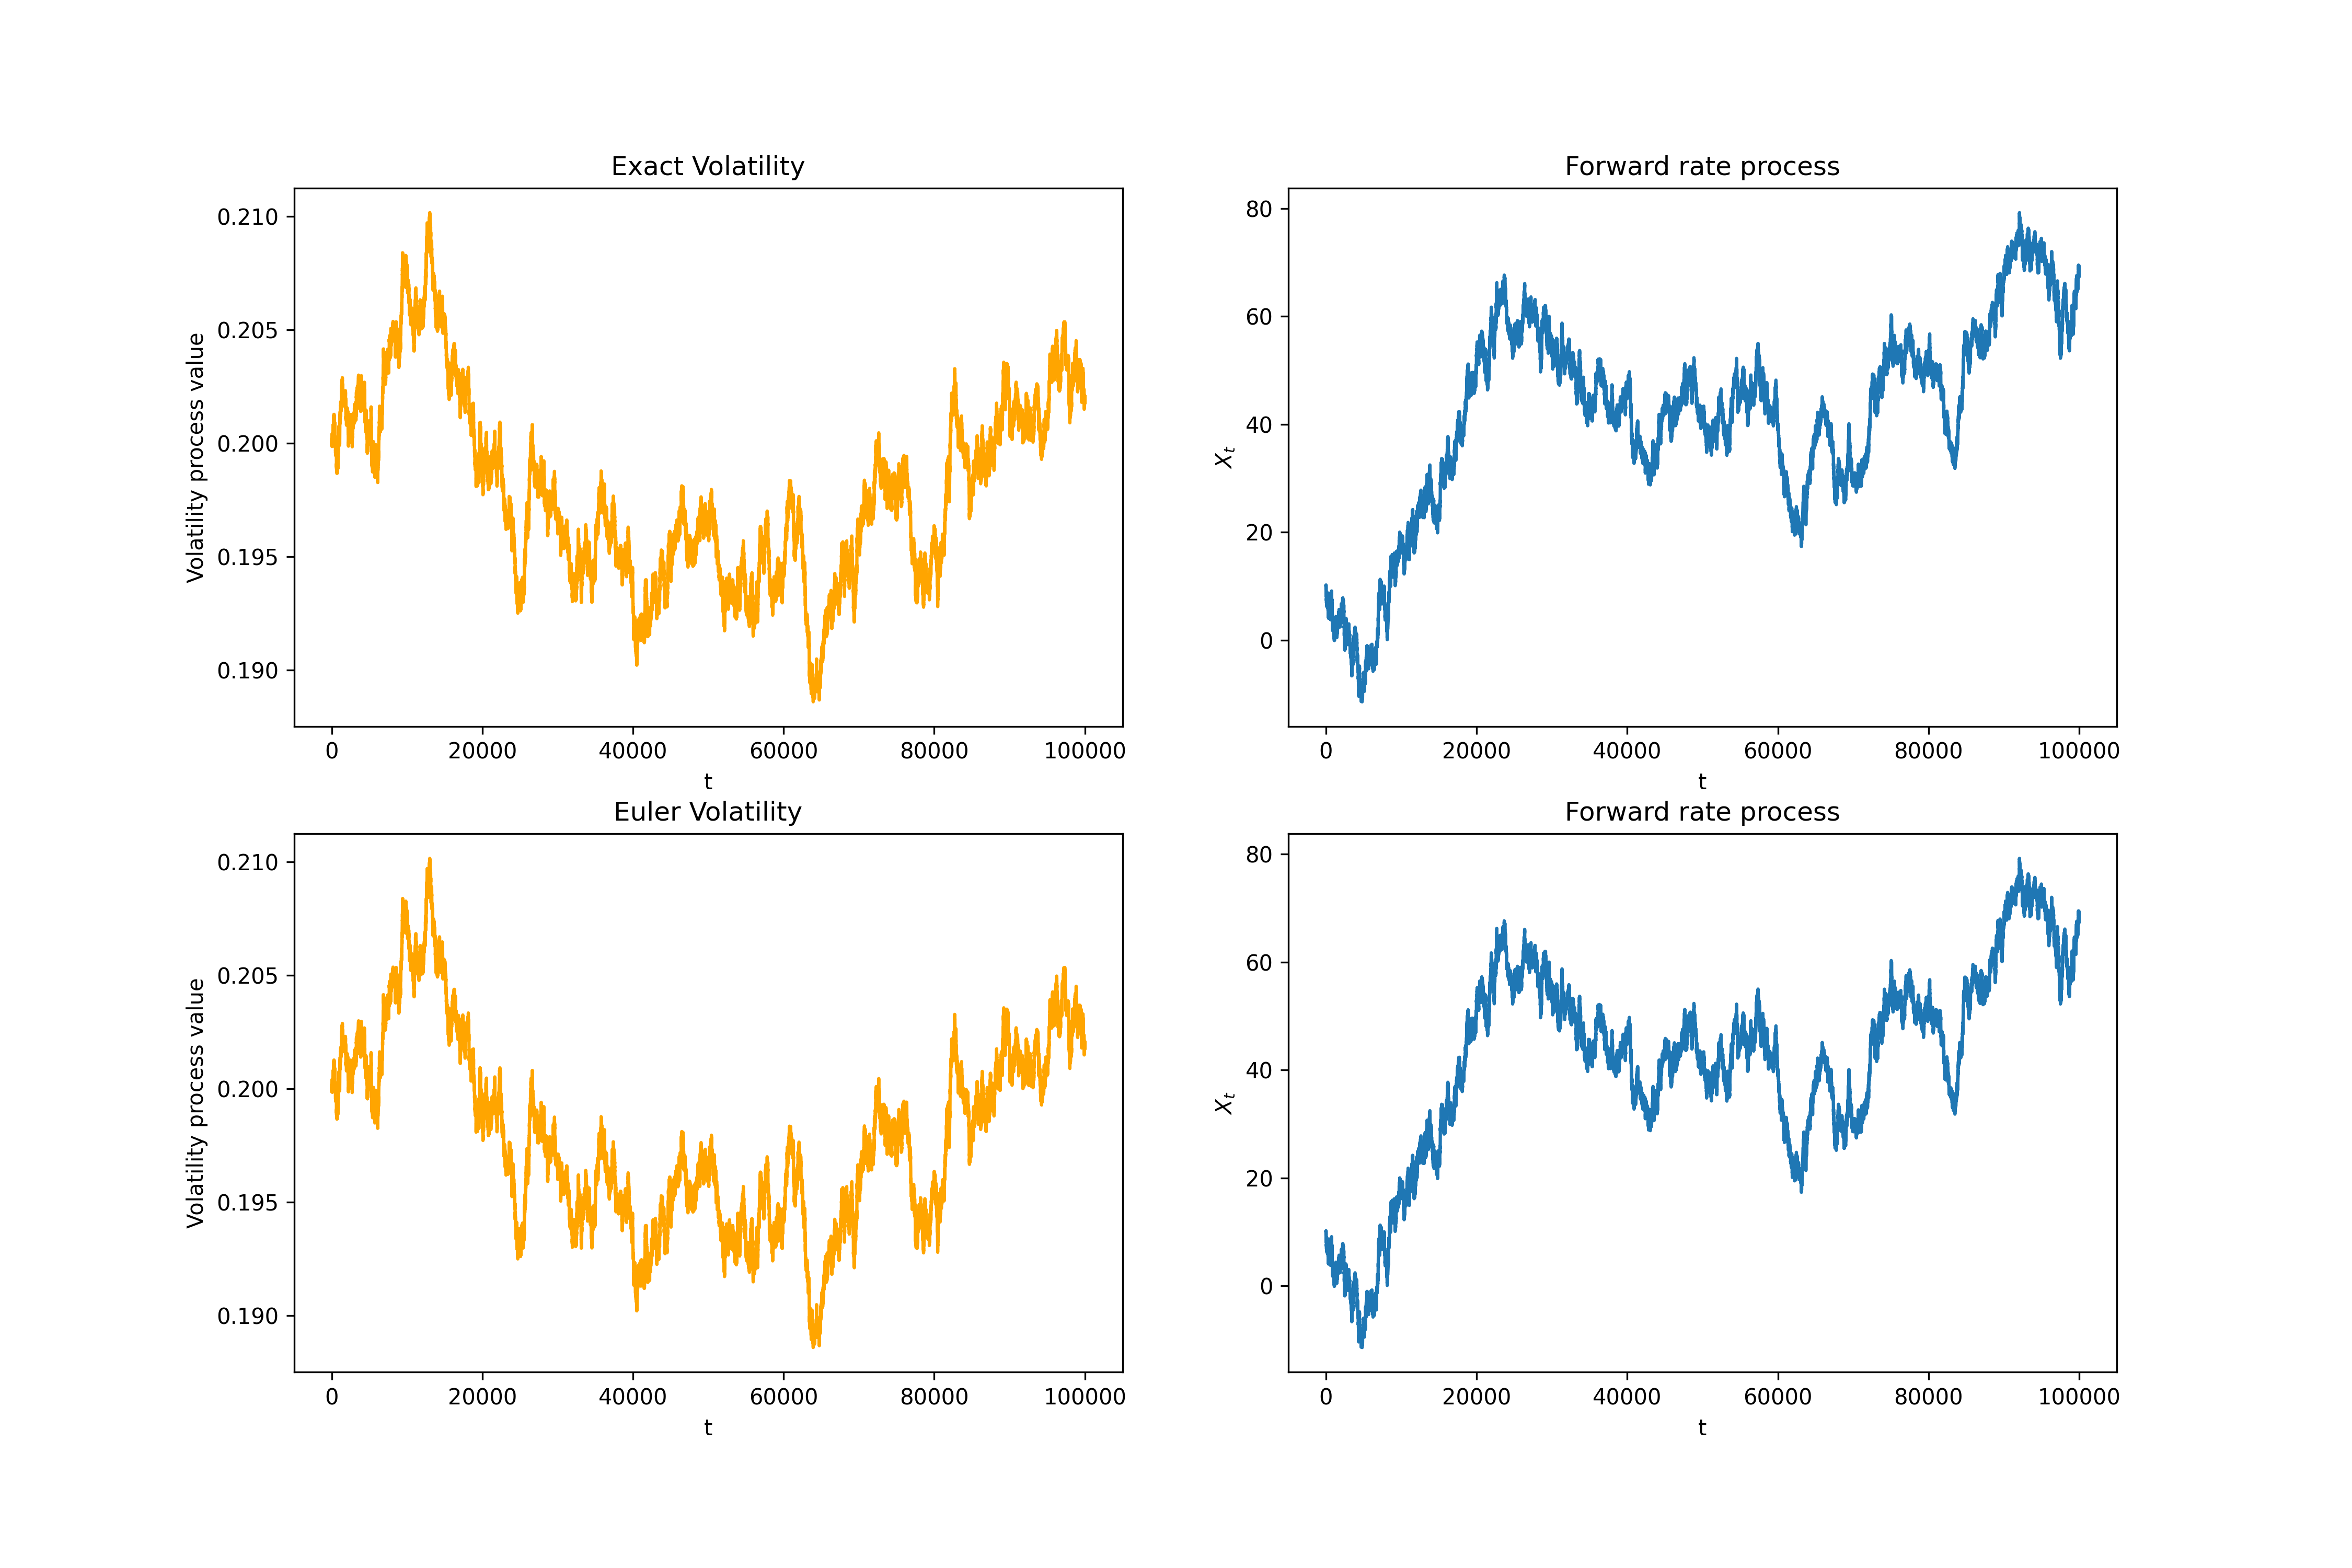 Exact Volatility
Volatility process value
0.210
0.205
0.200
0.195
0.190
0 20000 40000 60000 80000 100000
t
Forward rate process
X_t
80
60
40
20
0
0 20000 40000 60000 80000 100000
t
Euler Volatility
Volatility process value
0.210
0.205
0.200
0.195
0.190
0 20000 40000 60000 80000 100000
t
Forward rate process
X_t
80
60
40
20
0
0 20000 40000 60000 80000 100000
t